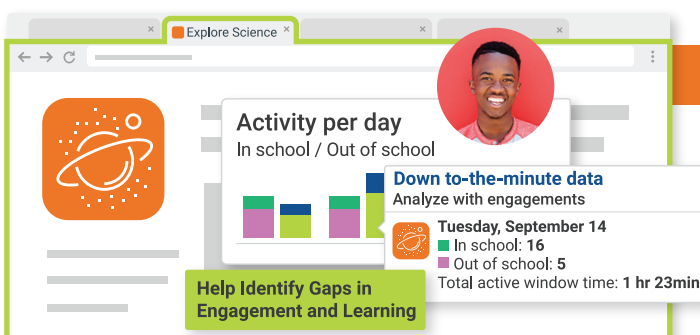 Explore Science
Activity per day
In school / Out of school
Down to-the-minute data
Analyze with engagements
Tuesday, September 14
In school: 16
Out of school: 5
Total active window time: 1 hr 23min
Help Identify Gaps in
Engagement and Learning